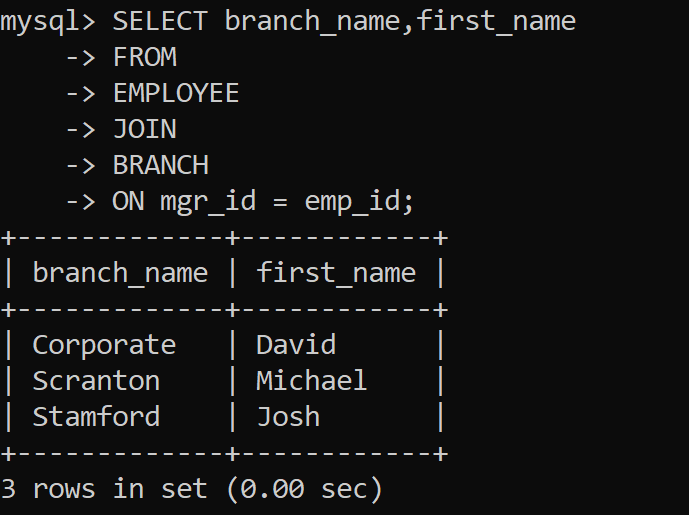 mysql> SELECT branch_name,first_name
    -> FROM
    -> EMPLOYEE
    -> JOIN
    -> BRANCH
    -> ON mgr_id = emp_id;
+-------------+------------+
| branch_name | first_name |
+-------------+------------+
| Corporate   | David      |
| Scranton    | Michael    |
| Stamford    | Josh       |
+-------------+------------+
3 rows in set (0.00 sec)